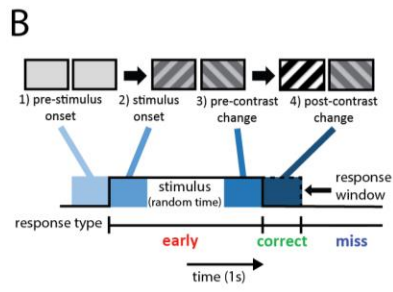 B
1) pre-stimulus
onset
2) stimulus
onset
3) pre-contrast
change
4) post-contrast
change
stimulus
(random time)
response
window
response type
early
correct
miss
time (1s)